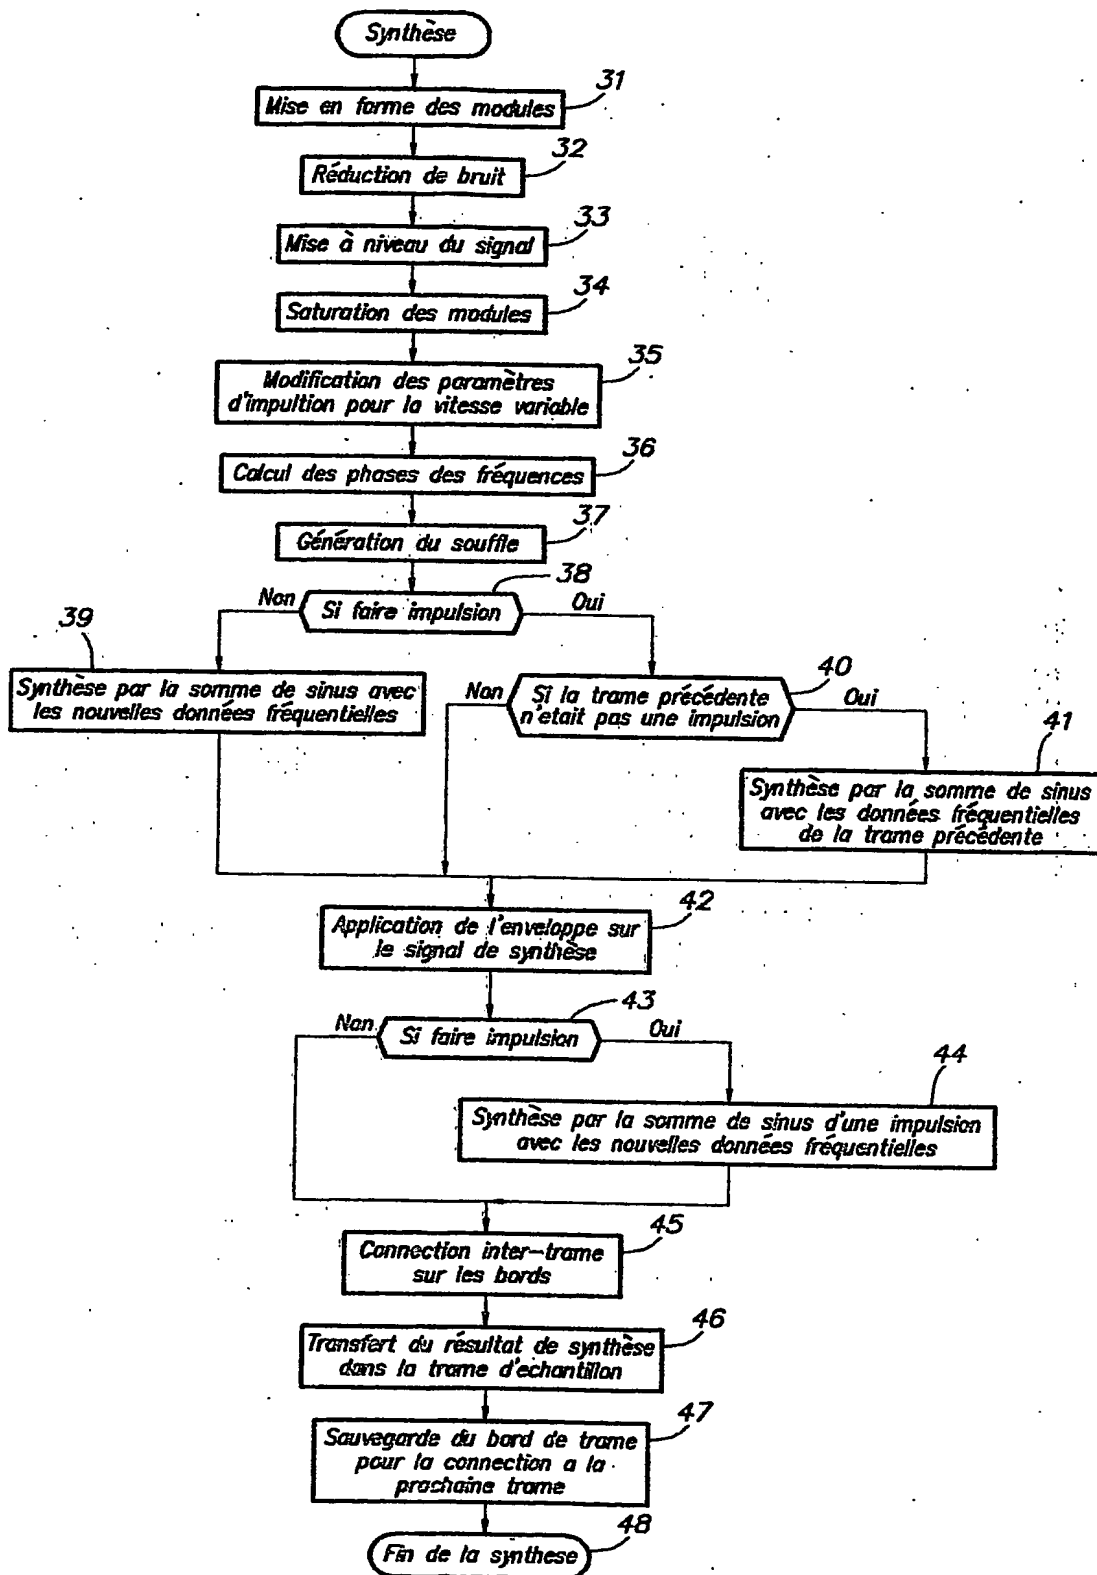 Synthèse
31
Mise en forme des modules
32
Réduction de bruit
33
Mise à niveau du signal
34
Saturation des modules
35
Modification des paramètres
d'impultion pour la vitesse variable
36
Calcul des phases des fréquences
37
Génération du souffle
38
Non
Si faire impulsion
Oui
39
Synthèse par la somme de sinus avec
les nouvelles données fréquentielles
40
Non
Si la trame précédente
n'etait pas une impulsion
Oui
41
Synthèse par la somme de sinus
avec les données fréquentielles
de la trame précédente
42
Application de l'enveloppe sur
le signal de synthèse
43
Non
Si faire impulsion
Oui
44
Synthèse par la somme de sinus d'une impulsion
avec les nouvelles données fréquentielles
45
Connection inter-trame
sur les bords
46
Transfert du résultat de synthèse
dans la trame d'echantillon
47
Sauvegarde du bord de trame
pour la connection a la
prochaine trame
48
Fin de la synthese